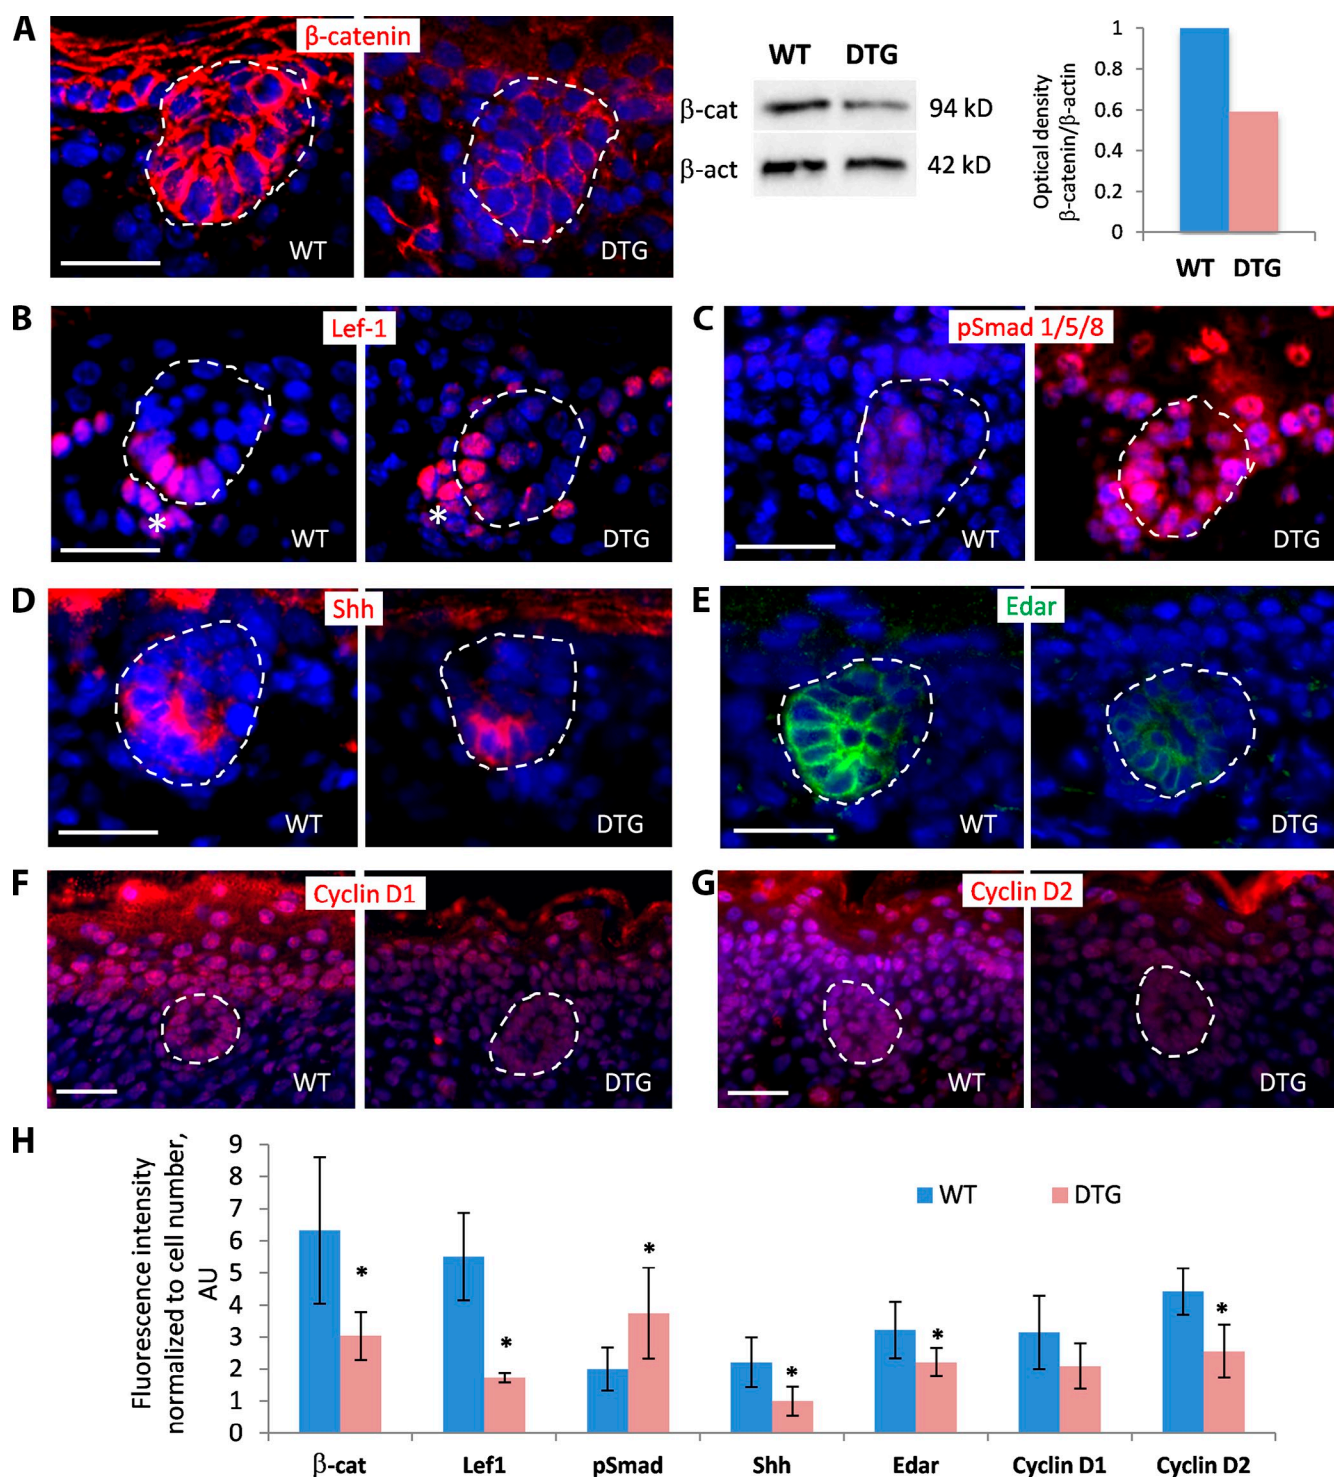 A
β-catenin
WT
DTG
WT DTG
β-cat
94 kD
β-act
42 kD
Optical density
β-catenin/β-actin
1
0.8
0.6
0.4
0.2
0
WT DTG
B
Lef-1
*
WT
*
DTG
C
pSmad 1/5/8
WT
DTG
D
Shh
WT
DTG
E
Edar
WT
DTG
F
Cyclin D1
WT
DTG
G
Cyclin D2
WT
DTG
H
Fluorescence intensity
normalized to cell number,
AU
9
8
7
6
5
4
3
2
1
0
WT
DTG
*
*
*
*
*
*
β-cat
Lef1
pSmad
Shh
Edar
Cyclin D1
Cyclin D2